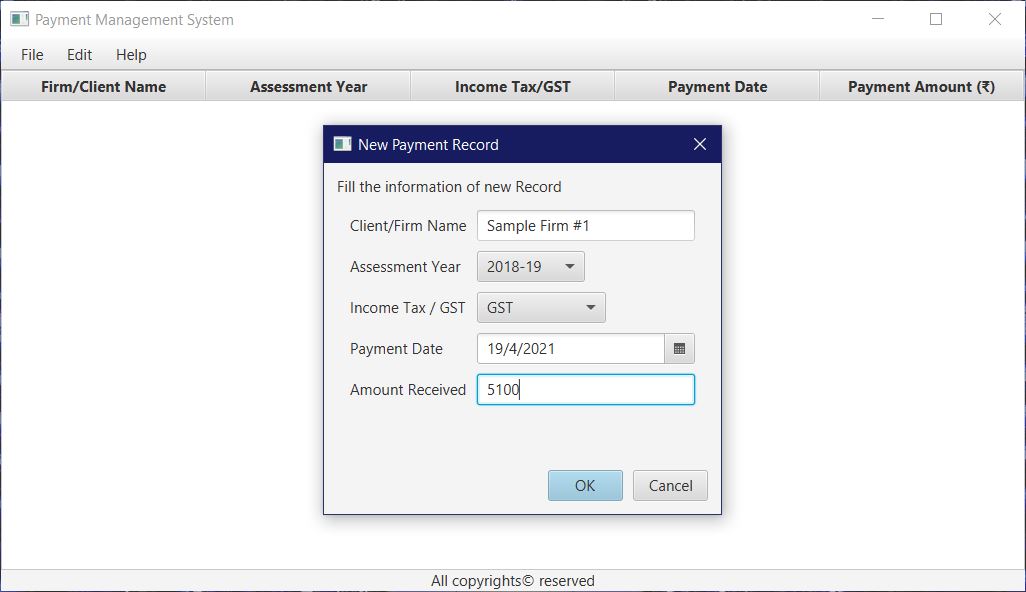 Payment Management System
File Edit Help
Firm/Client Name Assessment Year Income Tax/GST Payment Date Payment Amount (₹)
New Payment Record
Fill the information of new Record
Client/Firm Name Sample Firm #1
Assessment Year 2018-19
Income Tax / GST GST
Payment Date 19/4/2021
Amount Received 5100
OK Cancel
All copyrights© reserved